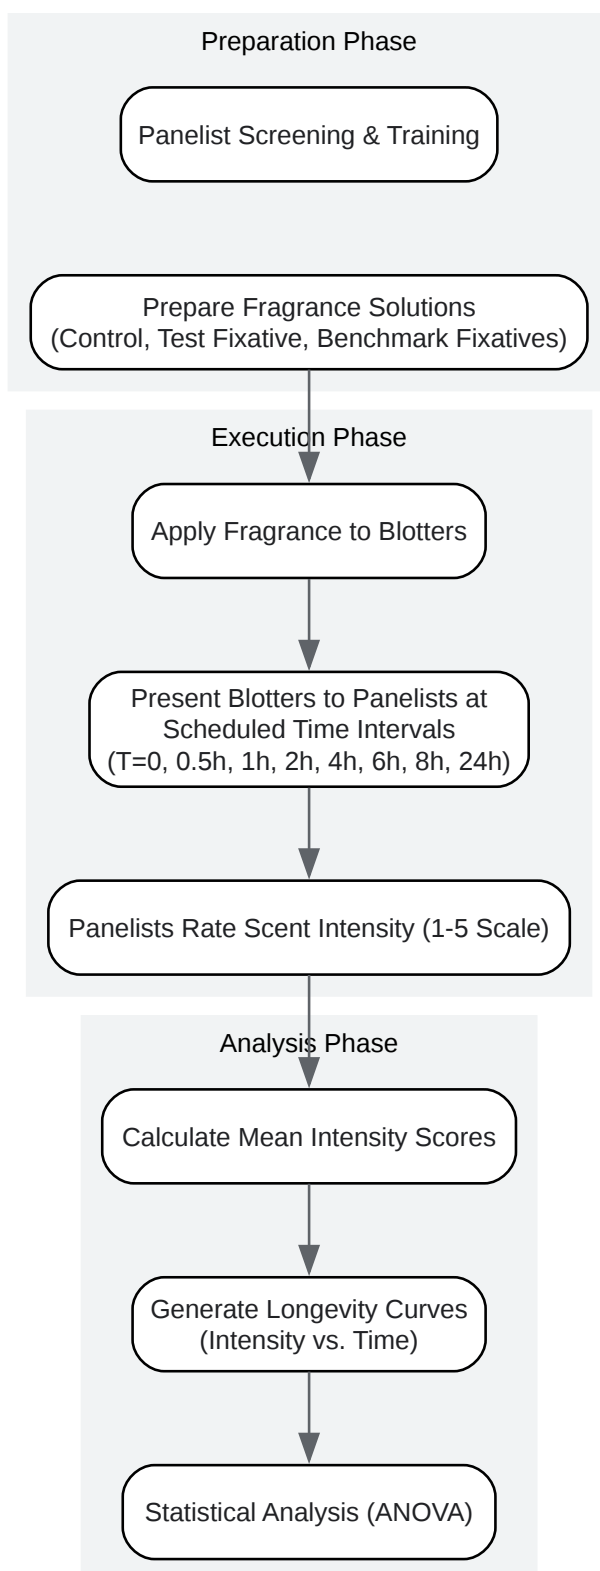 Preparation Phase
Panelist Screening & Training
Prepare Fragrance Solutions
(Control, Test Fixative, Benchmark Fixatives)
Execution Phase
Apply Fragrance to Blotters
Present Blotters to Panelists at
Scheduled Time Intervals
(T=0, 0.5h, 1h, 2h, 4h, 6h, 8h, 24h)
Panelists Rate Scent Intensity (1-5 Scale)
Analysis Phase
Calculate Mean Intensity Scores
Generate Longevity Curves
(Intensity vs. Time)
Statistical Analysis (ANOVA)